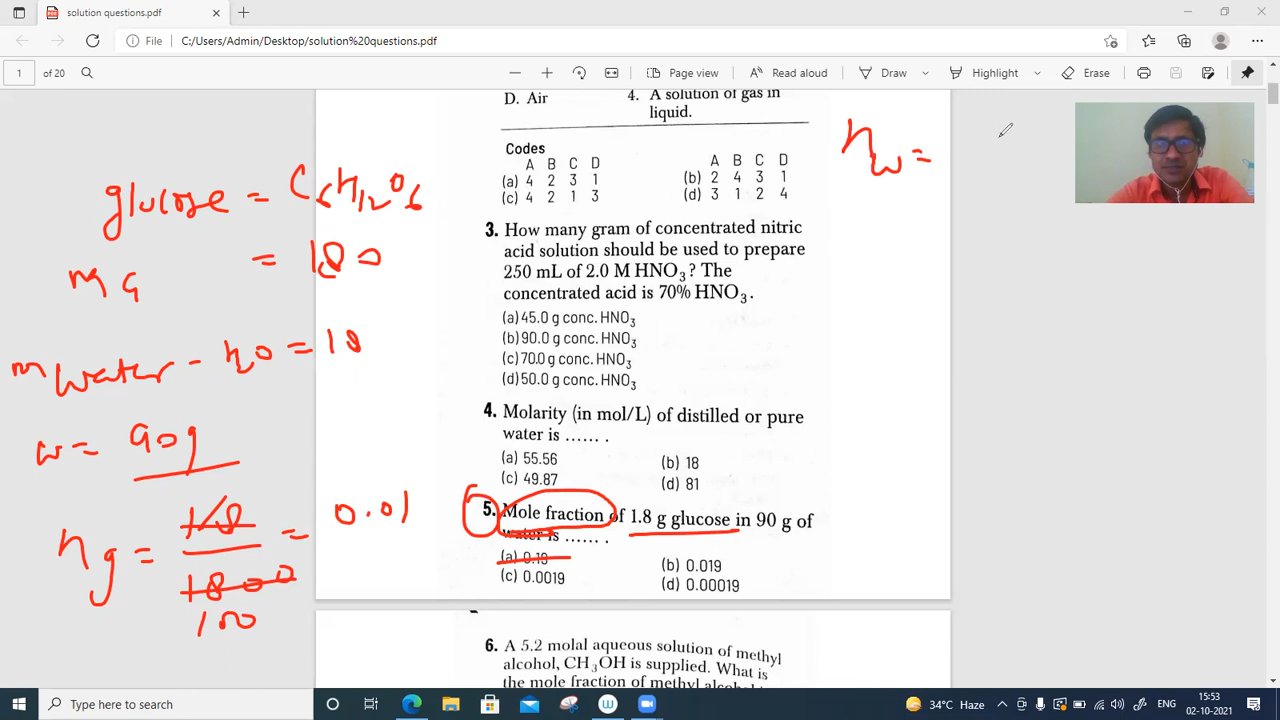 solution questions.pdf
File C:/Users/Admin/Desktop/solution%20questions.pdf
1 of 20 Page view Read aloud Draw Highlight Erase
D. Air 4. A solution of gas in
liquid.
Codes
A B C D A B C D
(a) 4 2 3 1 (b) 2 4 3 1
(c) 4 2 1 3 (d) 3 1 2 4
3. How many gram of concentrated nitric
acid solution should be used to prepare
250 mL of 2.0 M HNO3? The
concentrated acid is 70% HNO3.
(a) 45.0 g conc. HNO3
(b) 90.0 g conc. HNO3
(c) 70.0 g conc. HNO3
(d) 50.0 g conc. HNO3
4. Molarity (in mol/L) of distilled or pure
water is ...... .
(a) 55.56 (b) 18
(c) 49.87 (d) 81
5. Mole fraction of 1.8 g glucose in 90 g of
water is ...... .
(a) 0.19 (b) 0.019
(c) 0.0019 (d) 0.00019
6. A 5.2 molal aqueous solution of methyl
alcohol, CH3OH is supplied. What is
the mole fraction of methyl alcohol
glucose = C6H12O6
= 180
m G
m water - H2O = 18
w = 90g
ng = 1.8 = 0.01
180 0
100
nw =
Type here to search
34°C Haze
15:53
02-10-2021